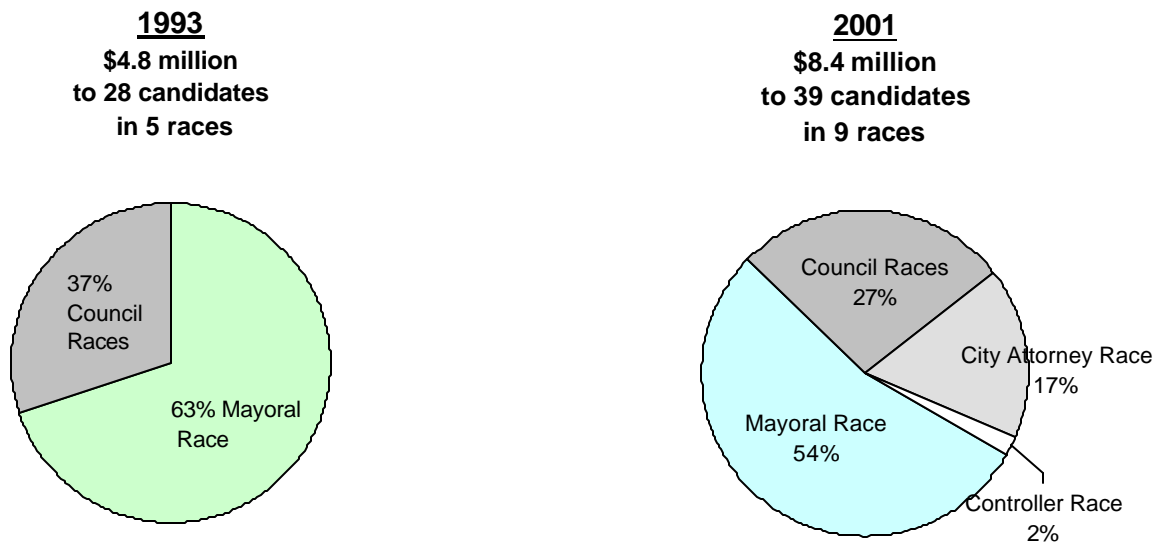 1993
$4.8 million
to 28 candidates
in 5 races
37%
Council
Races
63% Mayoral
Race
2001
$8.4 million
to 39 candidates
in 9 races
Council Races
27%
City Attorney Race
17%
Mayoral Race
54%
Controller Race
2%